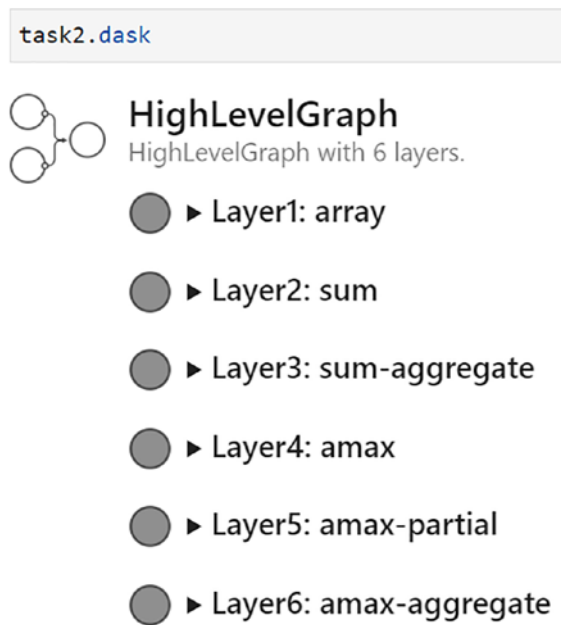 task2.dask
HighLevelGraph
HighLevelGraph with 6 layers.
▶ Layer1: array
▶ Layer2: sum
▶ Layer3: sum-aggregate
▶ Layer4: amax
▶ Layer5: amax-partial
▶ Layer6: amax-aggregate